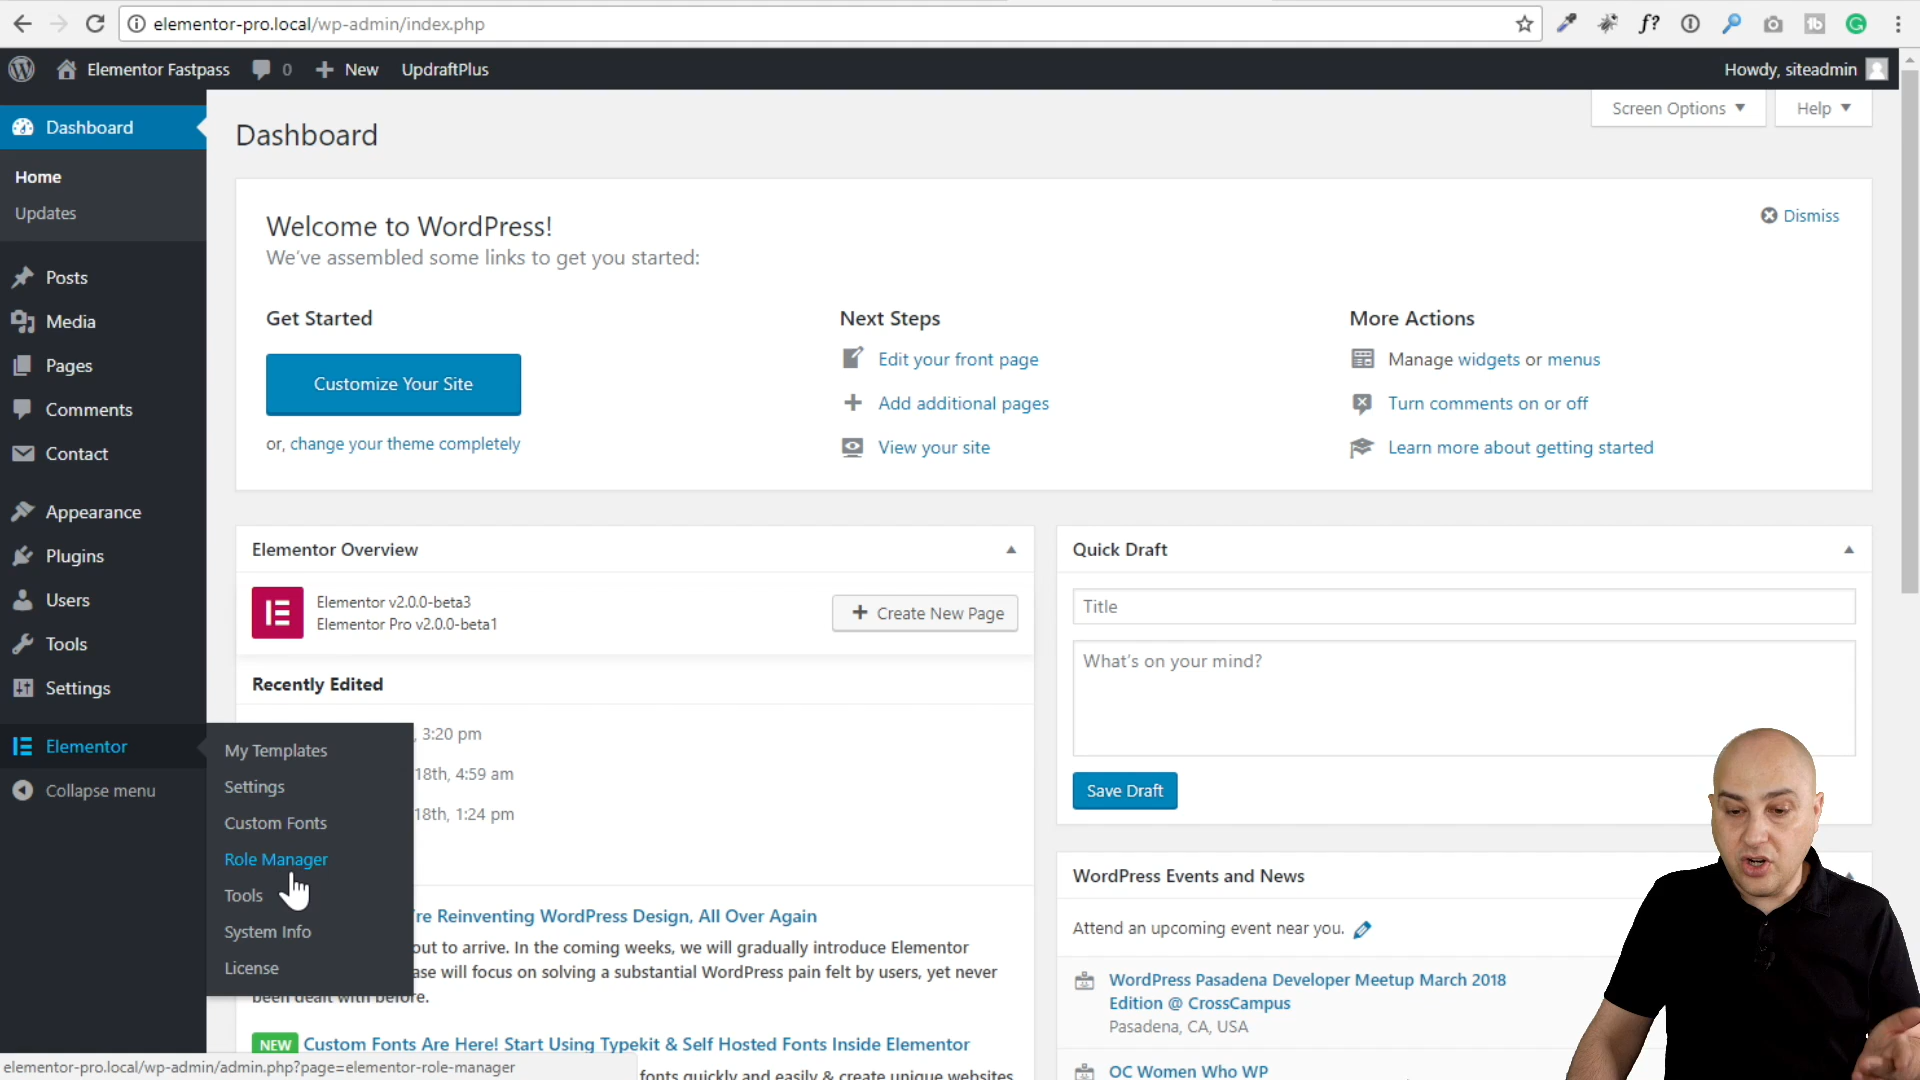 elementor-pro.local/wp-admin/index.php
f?
Elementor Fastpass
0
New
UpdraftPlus
Howdy, siteadmin
Screen Options
Help
Dashboard
Home
Updates
Posts
Media
Pages
Comments
Contact
Appearance
Plugins
Users
Tools
Settings
Elementor
Collapse menu
My Templates
Settings
Custom Fonts
Role Manager
Tools
System Info
License
Dashboard
Welcome to WordPress!
We've assembled some links to get you started:
Dismiss
Get Started
Customize Your Site
or, change your theme completely
Next Steps
Edit your front page
Add additional pages
View your site
More Actions
Manage widgets or menus
Turn comments on or off
Learn more about getting started
Elementor Overview
Elementor v2.0.0-beta3
Elementor Pro v2.0.0-beta1
Create New Page
Recently Edited
, 3:20 pm
18th, 4:59 am
18th, 1:24 pm
're Reinventing WordPress Design, All Over Again
out to arrive. In the coming weeks, we will gradually introduce Elementor
ase will focus on solving a substantial WordPress pain felt by users, yet never
been dealt with before.
NEW Custom Fonts Are Here! Start Using Typekit & Self Hosted Fonts Inside Elementor
fonts quickly and easily & create unique websites
Quick Draft
Title
What's on your mind?
Save Draft
WordPress Events and News
Attend an upcoming event near you.
WordPress Pasadena Developer Meetup March 2018
Edition @ CrossCampus
Pasadena, CA, USA
OC Women Who WP
elementor-pro.local/wp-admin/admin.php?page=elementor-role-manager